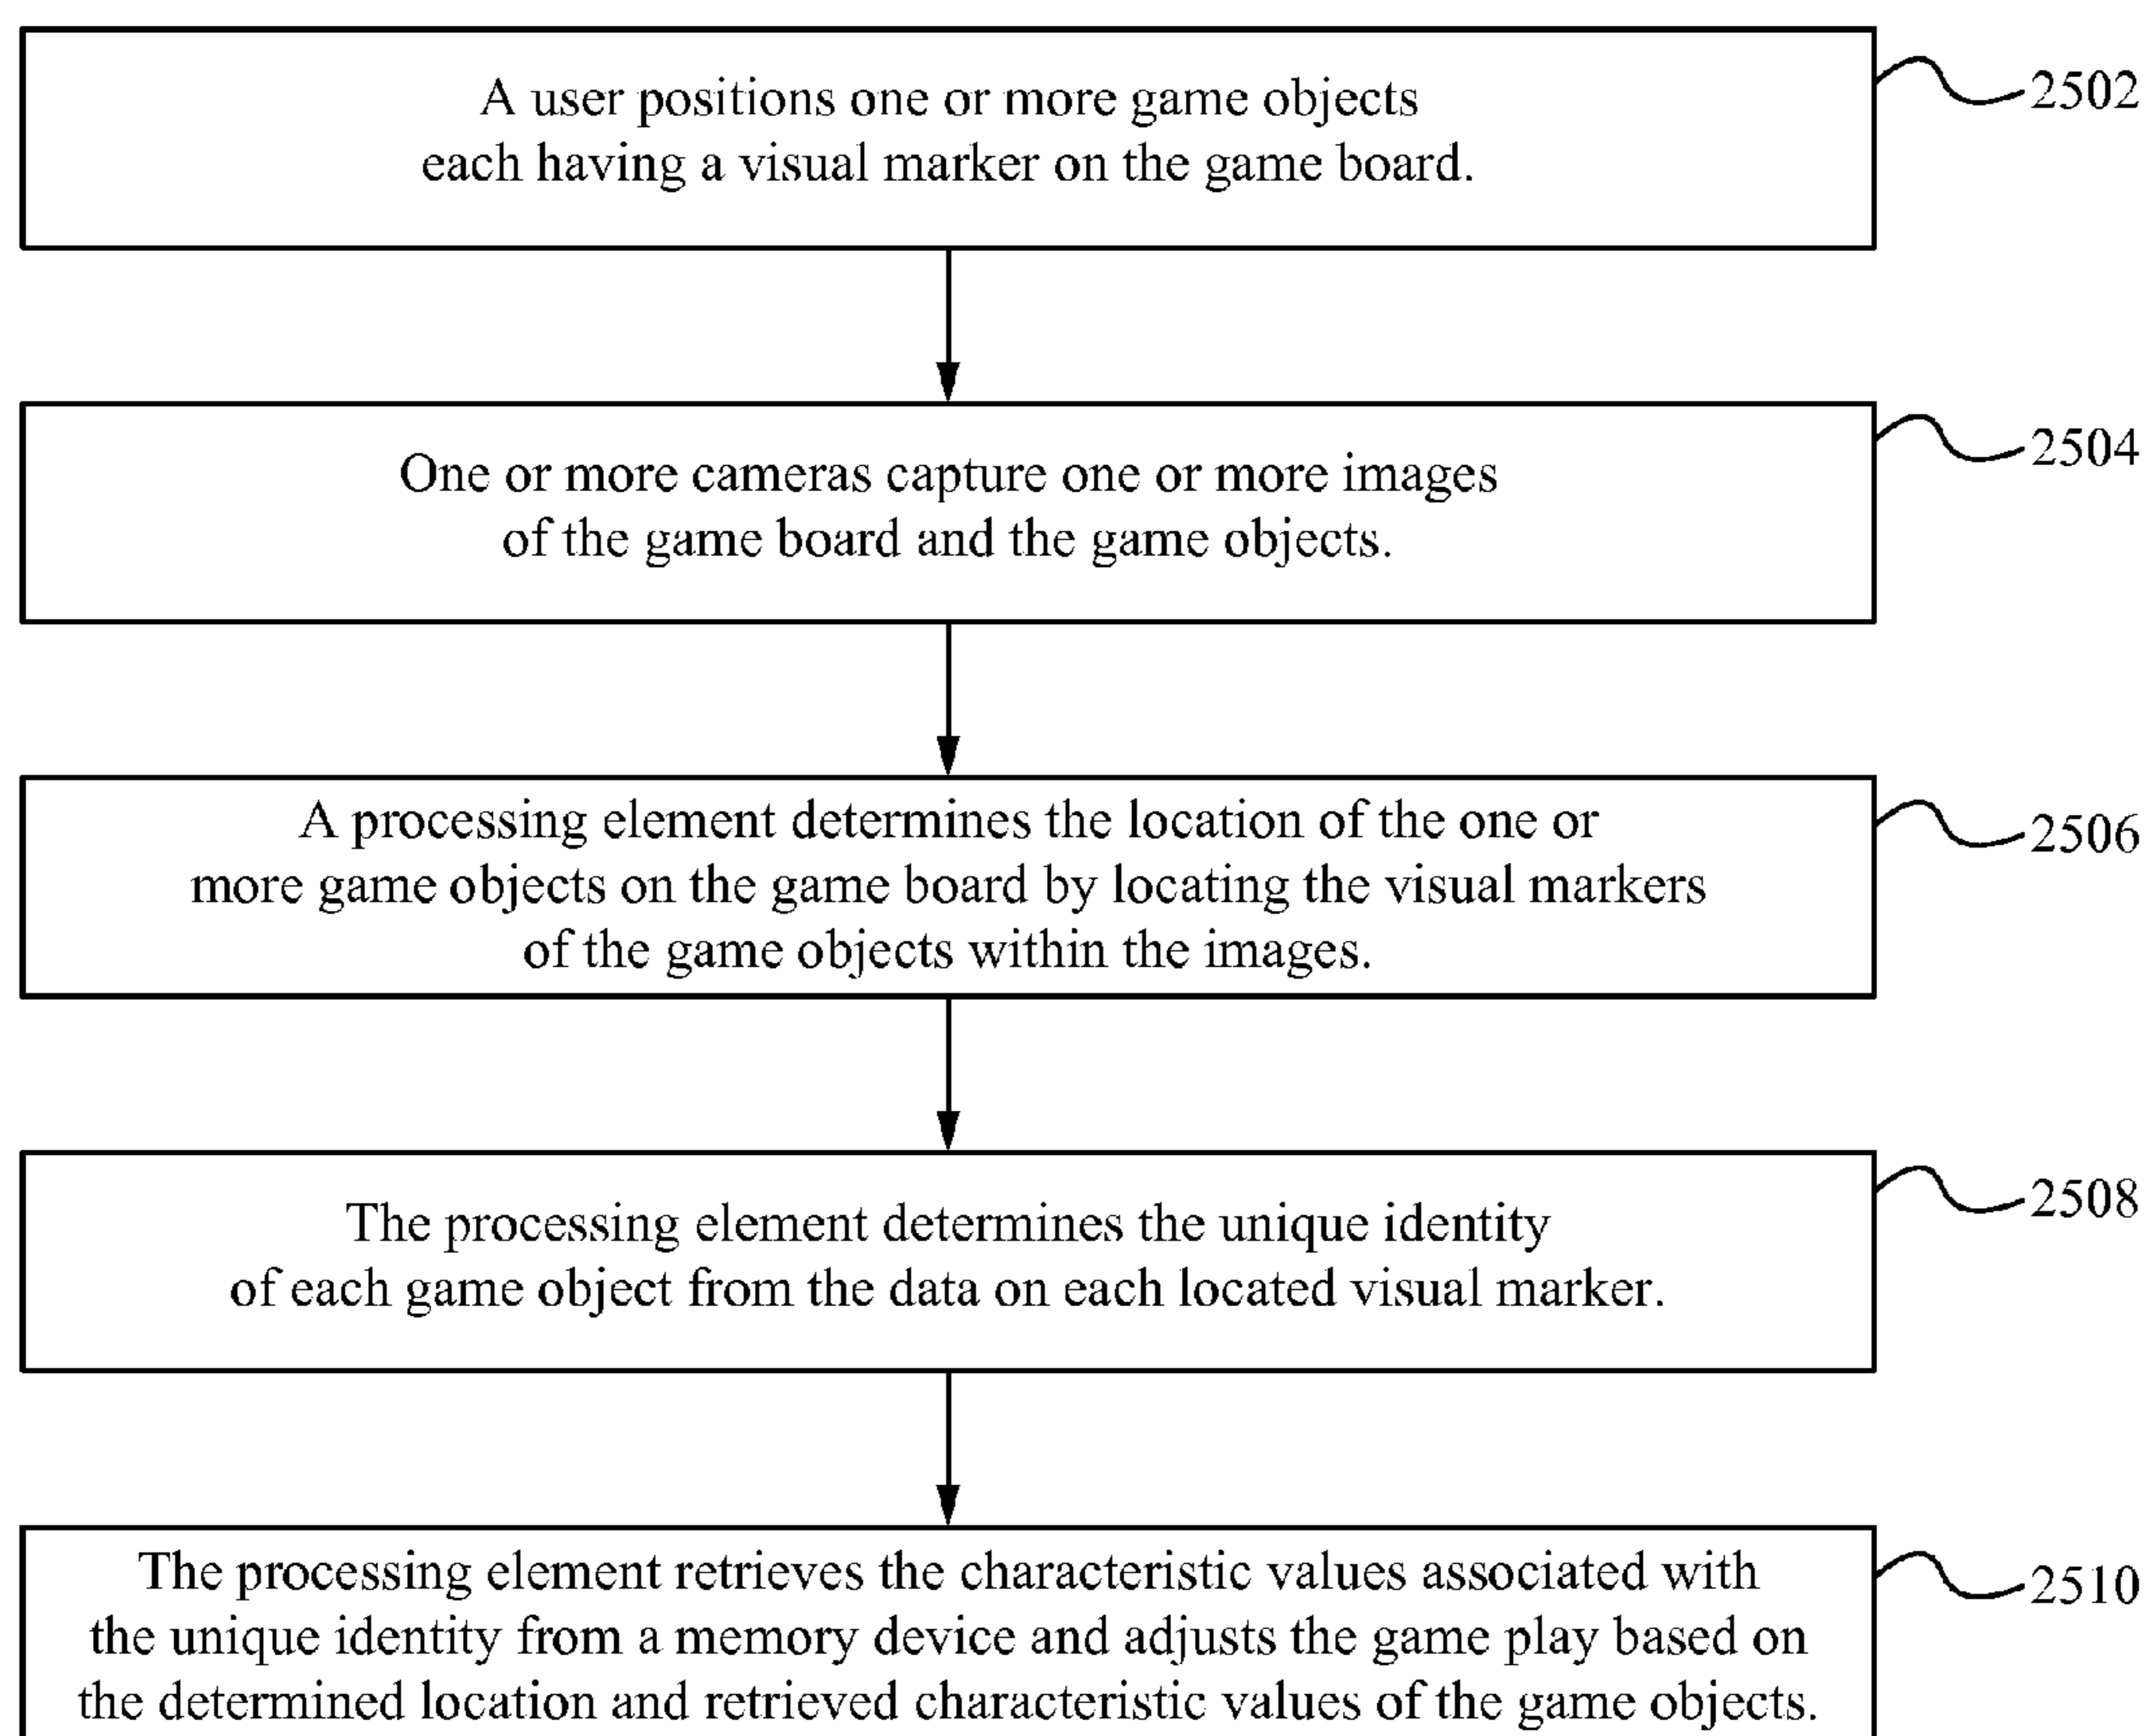 A user positions one or more game objects
each having a visual marker on the game board.
2502
One or more cameras capture one or more images
of the game board and the game objects.
2504
A processing element determines the location of the one or
more game objects on the game board by locating the visual markers
of the game objects within the images.
2506
The processing element determines the unique identity
of each game object from the data on each located visual marker.
2508
The processing element retrieves the characteristic values associated with
the unique identity from a memory device and adjusts the game play based on
the determined location and retrieved characteristic values of the game objects.
2510